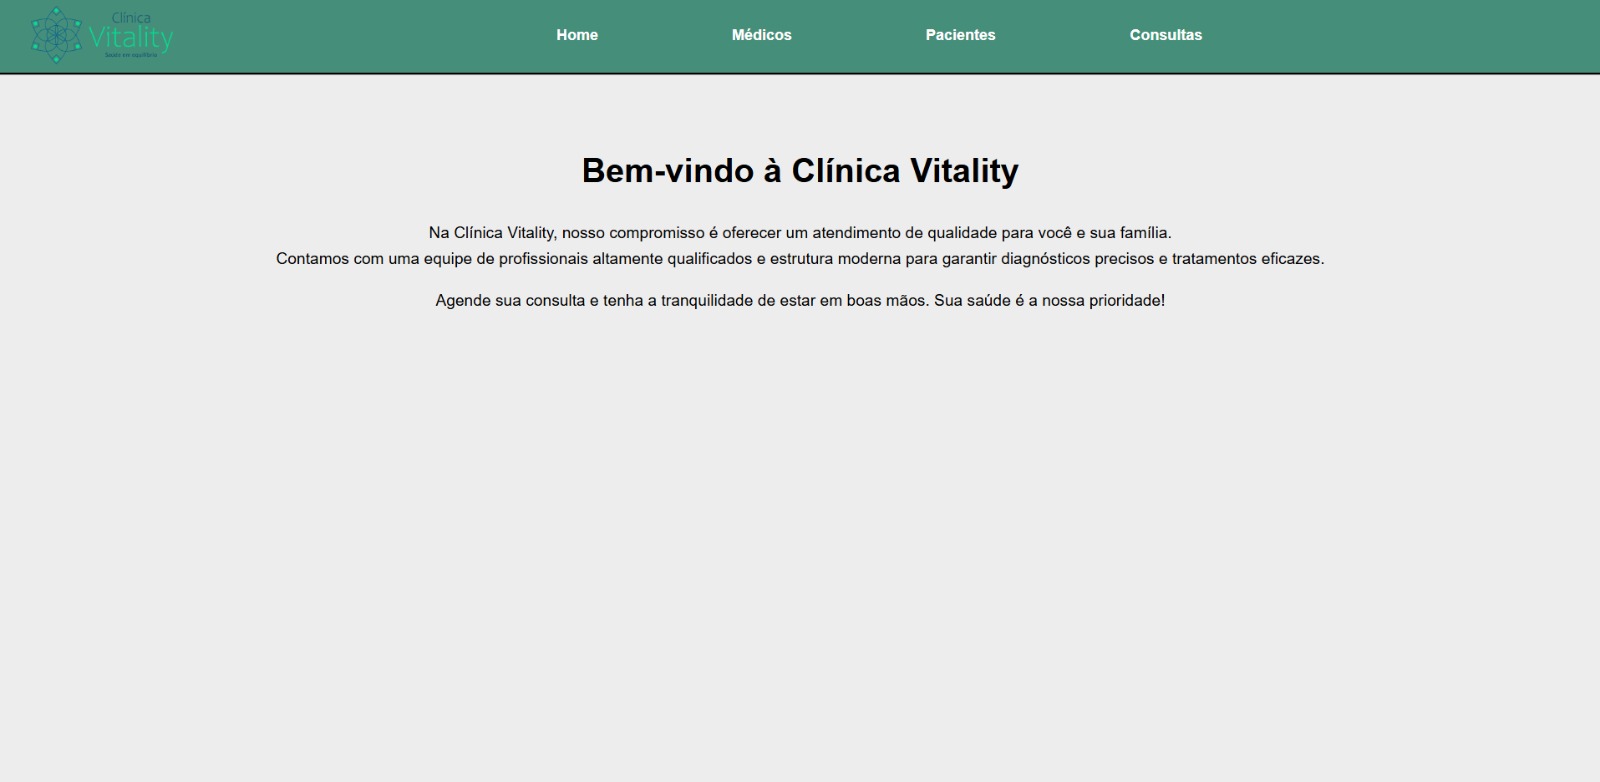 Clínica
Vitality
Saúde em equilíbrio
Home
Médicos
Pacientes
Consultas
Bem-vindo à Clínica Vitality
Na Clínica Vitality, nosso compromisso é oferecer um atendimento de qualidade para você e sua família.
Contamos com uma equipe de profissionais altamente qualificados e estrutura moderna para garantir diagnósticos precisos e tratamentos eficazes.
Agende sua consulta e tenha a tranquilidade de estar em boas mãos. Sua saúde é a nossa prioridade!